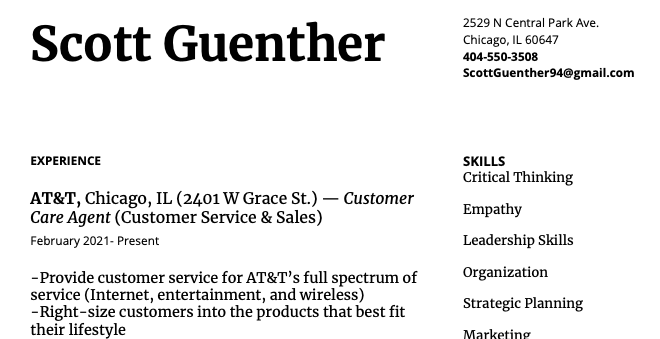 Scott Guenther
2529 N Central Park Ave.
Chicago, IL 60647
404-550-3508
ScottGuenther94@gmail.com
EXPERIENCE
AT&T, Chicago, IL (2401 W Grace St.) — Customer
Care Agent (Customer Service & Sales)
February 2021- Present
-Provide customer service for AT&T’s full spectrum of
service (Internet, entertainment, and wireless)
-Right-size customers into the products that best fit
their lifestyle
SKILLS
Critical Thinking
Empathy
Leadership Skills
Organization
Strategic Planning
Marketing